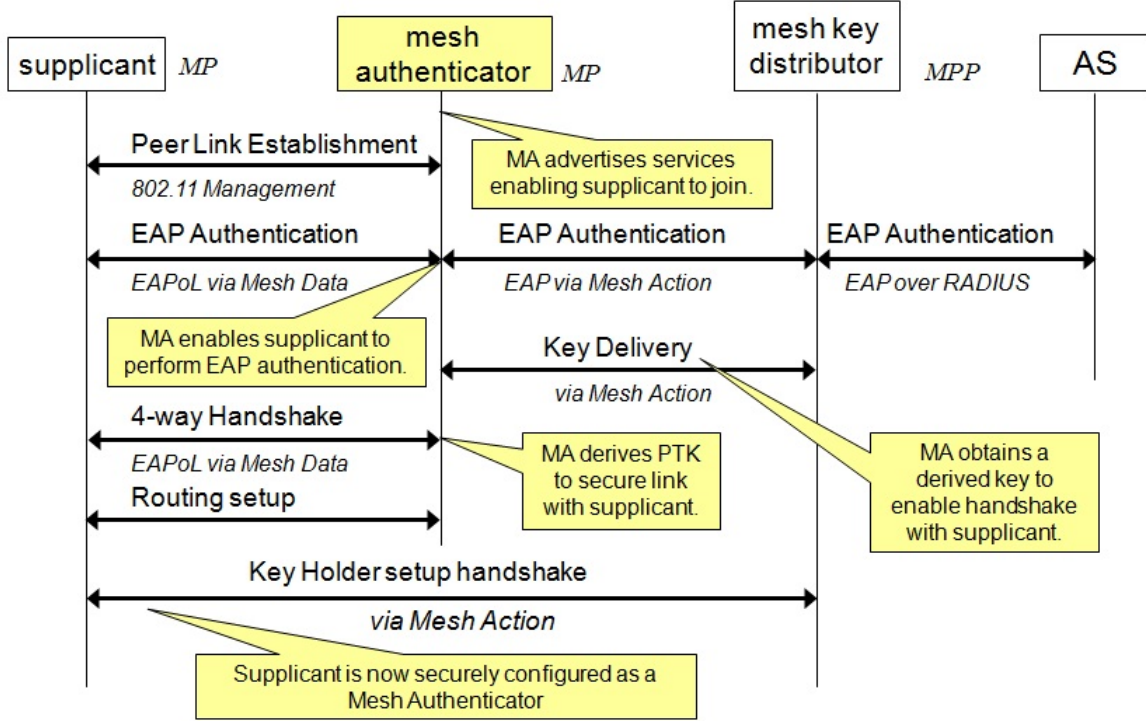 supplicant
MP
mesh
authenticator
MP
mesh key
distributor
MPP
AS
Peer Link Establishment
802.11 Management
MA advertises services
enabling supplicant to join.
EAP Authentication
EAPoL via Mesh Data
EAP Authentication
EAP via Mesh Action
EAP Authentication
EAP over RADIUS
MA enables supplicant to
perform EAP authentication.
Key Delivery
via Mesh Action
4-way Handshake
EAPoL via Mesh Data
MA derives PTK
to secure link
with supplicant.
MA obtains a
derived key to
enable handshake
with supplicant.
Routing setup
Key Holder setup handshake
via Mesh Action
Supplicant is now securely configured as a
Mesh Authenticator